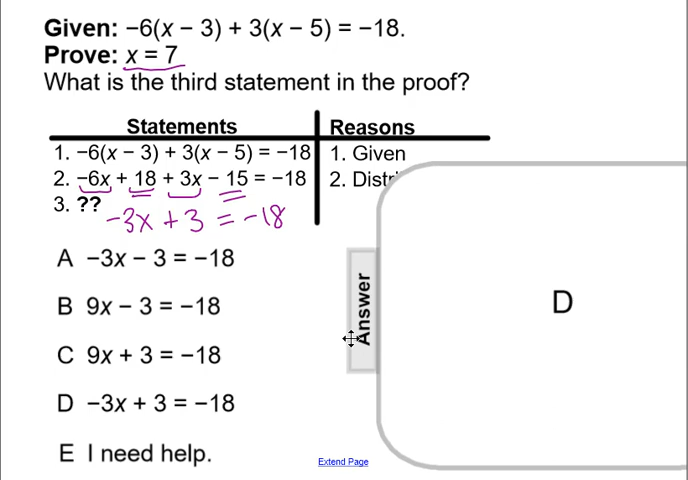 Given: −6(x − 3) + 3(x − 5) = −18.
Prove: x = 7
What is the third statement in the proof?
Statements Reasons
1. −6(x − 3) + 3(x − 5) = −18 1. Given
2. −6x + 18 + 3x − 15 = −18 2. Distr
3. ??
-3x + 3 = -18
A −3x − 3 = −18
B 9x − 3 = −18
C 9x + 3 = −18
D −3x + 3 = −18
E I need help.
Answer
D
Extend Page